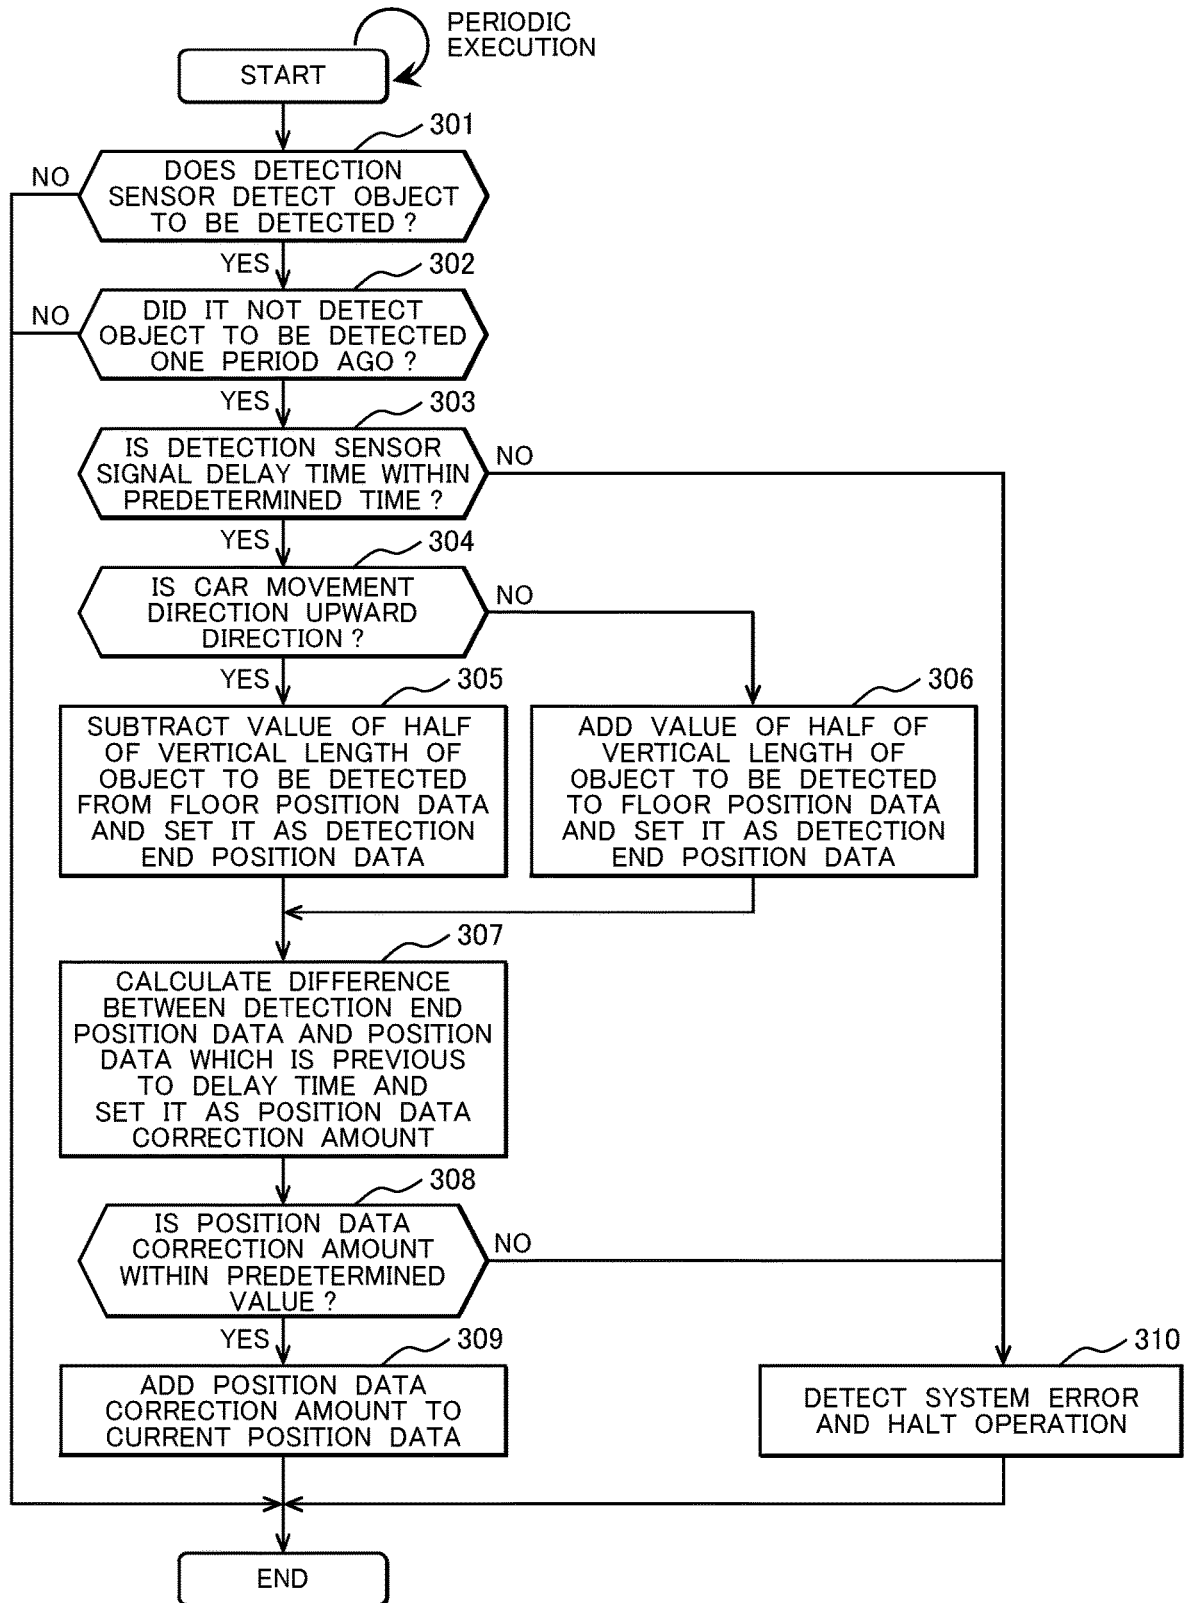 PERIODIC
EXECUTION
START
301
DOES DETECTION
SENSOR DETECT OBJECT
TO BE DETECTED?
NO
YES
302
DID IT NOT DETECT
OBJECT TO BE DETECTED
ONE PERIOD AGO?
NO
YES
303
IS DETECTION SENSOR
SIGNAL DELAY TIME WITHIN
PREDETERMINED TIME?
NO
YES
304
IS CAR MOVEMENT
DIRECTION UPWARD
DIRECTION?
NO
YES
305
SUBTRACT VALUE OF HALF
OF VERTICAL LENGTH OF
OBJECT TO BE DETECTED
FROM FLOOR POSITION DATA
AND SET IT AS DETECTION
END POSITION DATA
306
ADD VALUE OF HALF OF
VERTICAL LENGTH OF
OBJECT TO BE DETECTED
TO FLOOR POSITION DATA
AND SET IT AS DETECTION
END POSITION DATA
307
CALCULATE DIFFERENCE
BETWEEN DETECTION END
POSITION DATA AND POSITION
DATA WHICH IS PREVIOUS
TO DELAY TIME AND
SET IT AS POSITION DATA
CORRECTION AMOUNT
308
IS POSITION DATA
CORRECTION AMOUNT
WITHIN PREDETERMINED
VALUE?
NO
YES
309
ADD POSITION DATA
CORRECTION AMOUNT TO
CURRENT POSITION DATA
310
DETECT SYSTEM ERROR
AND HALT OPERATION
END